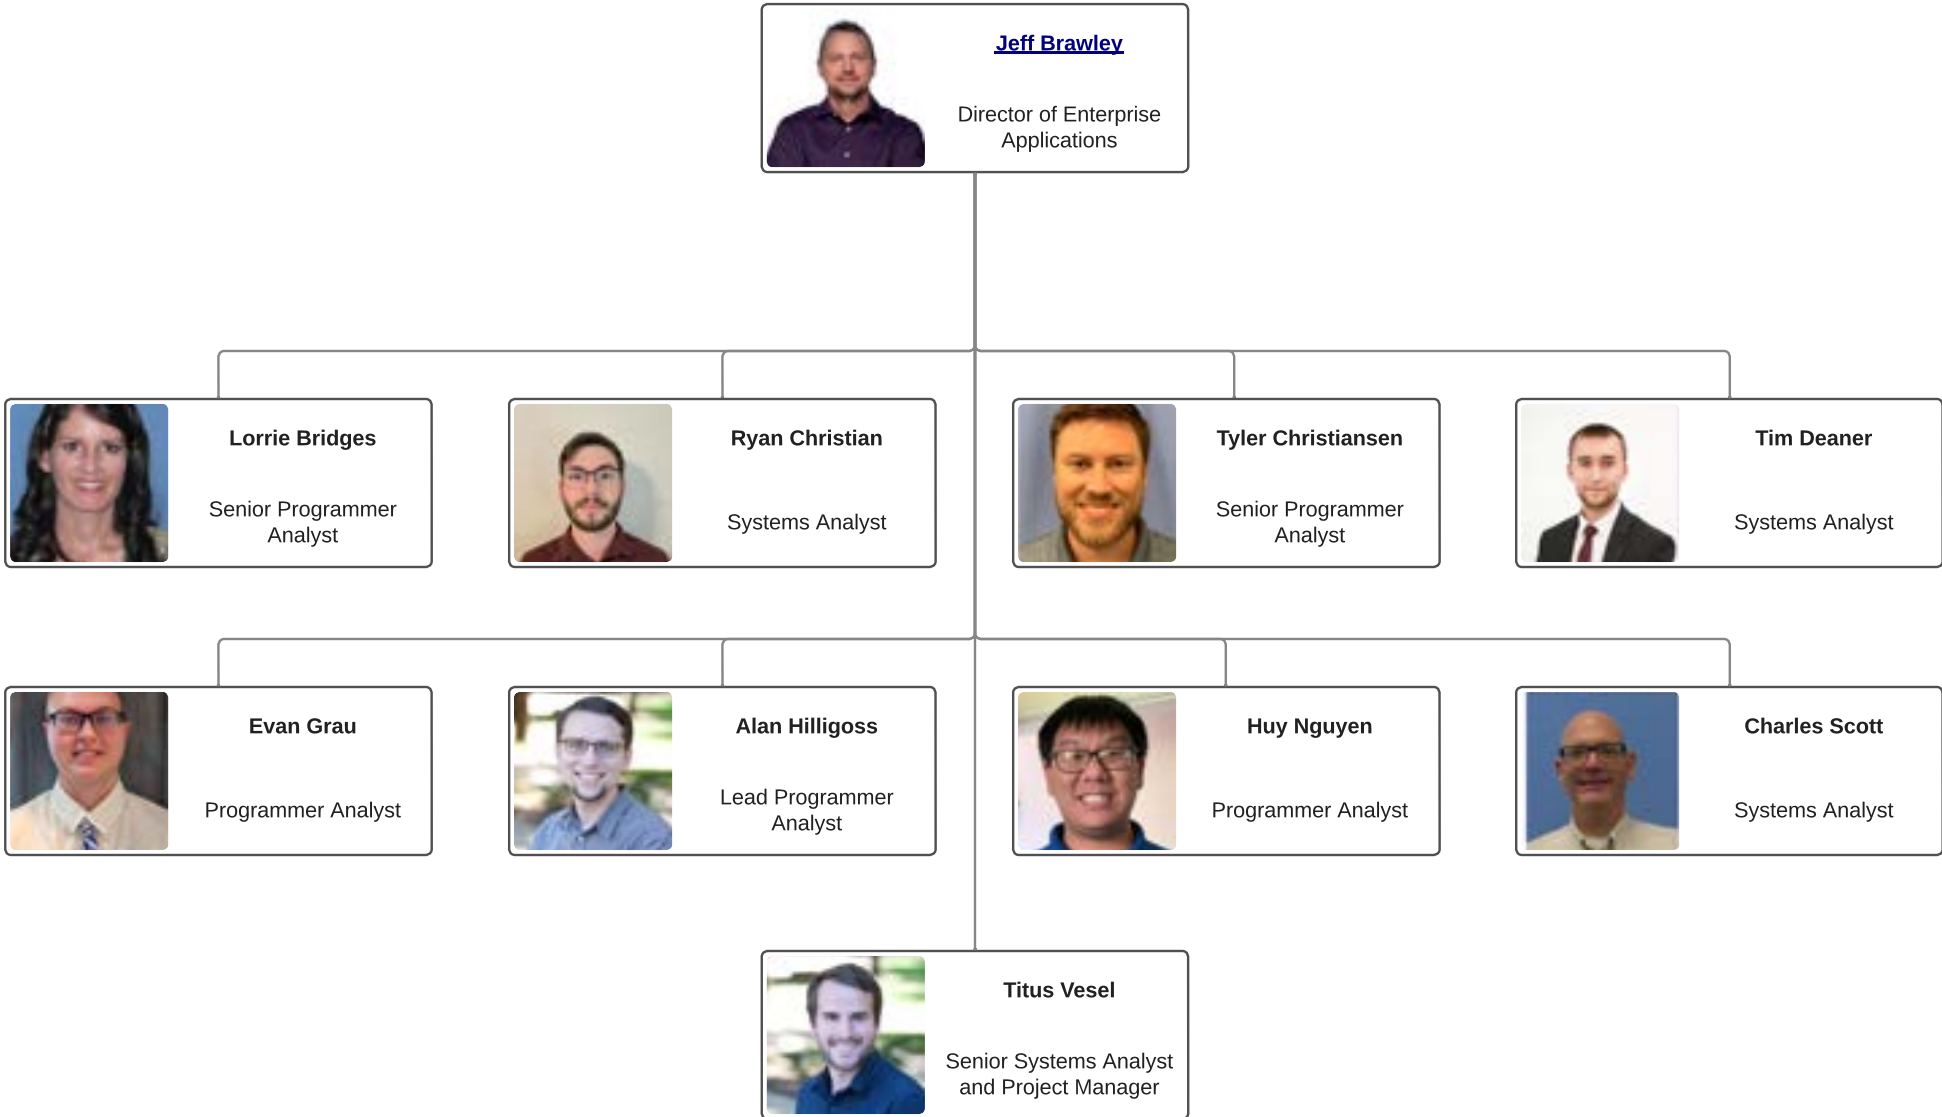 Jeff Brawley
Director of Enterprise
Applications
Lorrie Bridges
Senior Programmer
Analyst
Ryan Christian
Systems Analyst
Tyler Christiansen
Senior Programmer
Analyst
Tim Deaner
Systems Analyst
Evan Grau
Programmer Analyst
Alan Hilligoss
Lead Programmer
Analyst
Huy Nguyen
Programmer Analyst
Charles Scott
Systems Analyst
Titus Vesel
Senior Systems Analyst
and Project Manager